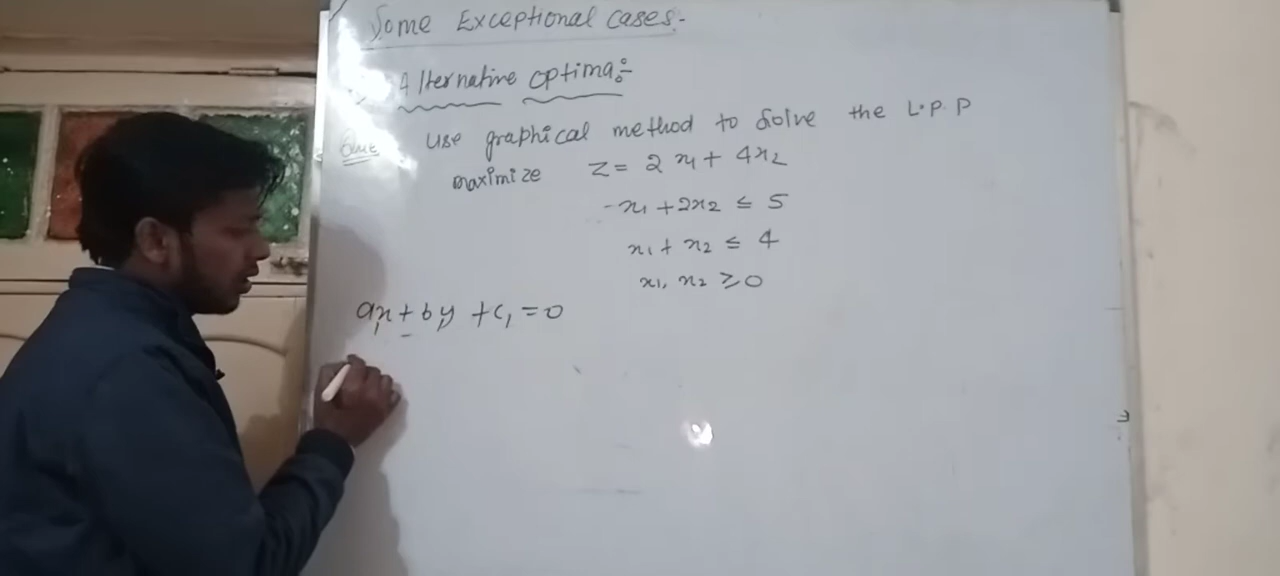 Some Exceptional cases.-
Alternative optima:-
Que use graphical method to solve the L.P.P
maximize z = 2x₁ + 4x₂
-x₁ + 2x₂ ≤ 5
x₁ + x₂ ≤ 4
x₁, x₂ ≥ 0
a₁x + b₁y + c₁ = 0